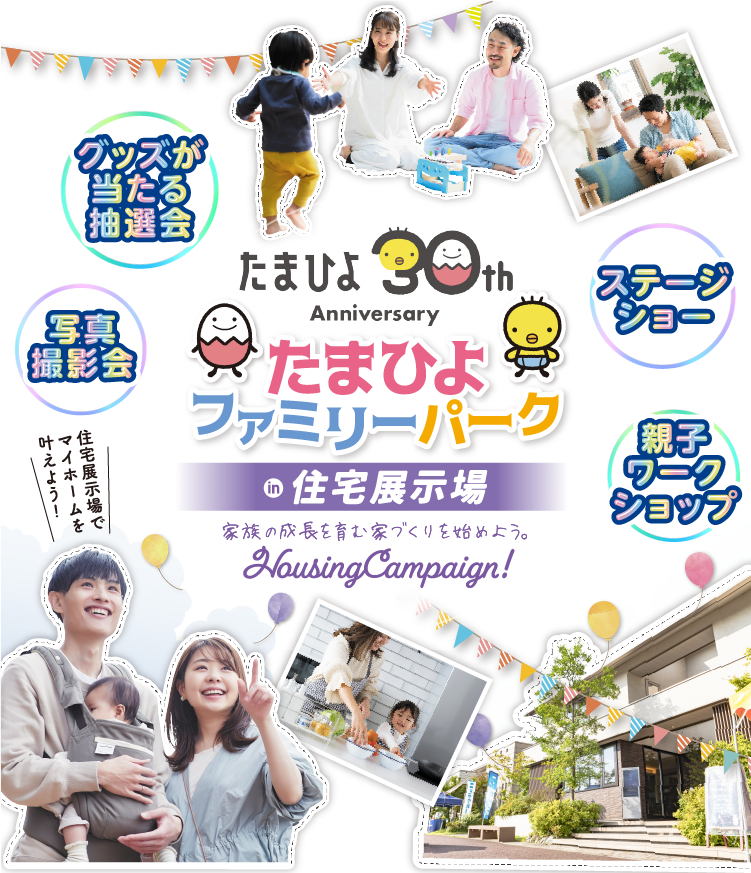 グッズが
当たる
抽選会
ステージ
ショー
写真
撮影会
親子
ワーク
ショップ
たまひよ 30th
Anniversary
たまひよ
ファミリーパーク
in 住宅展示場
家族の成長を育む家づくりを始めよう。
HousingCampaign!
住宅展示場で
マイホームを
叶えよう!